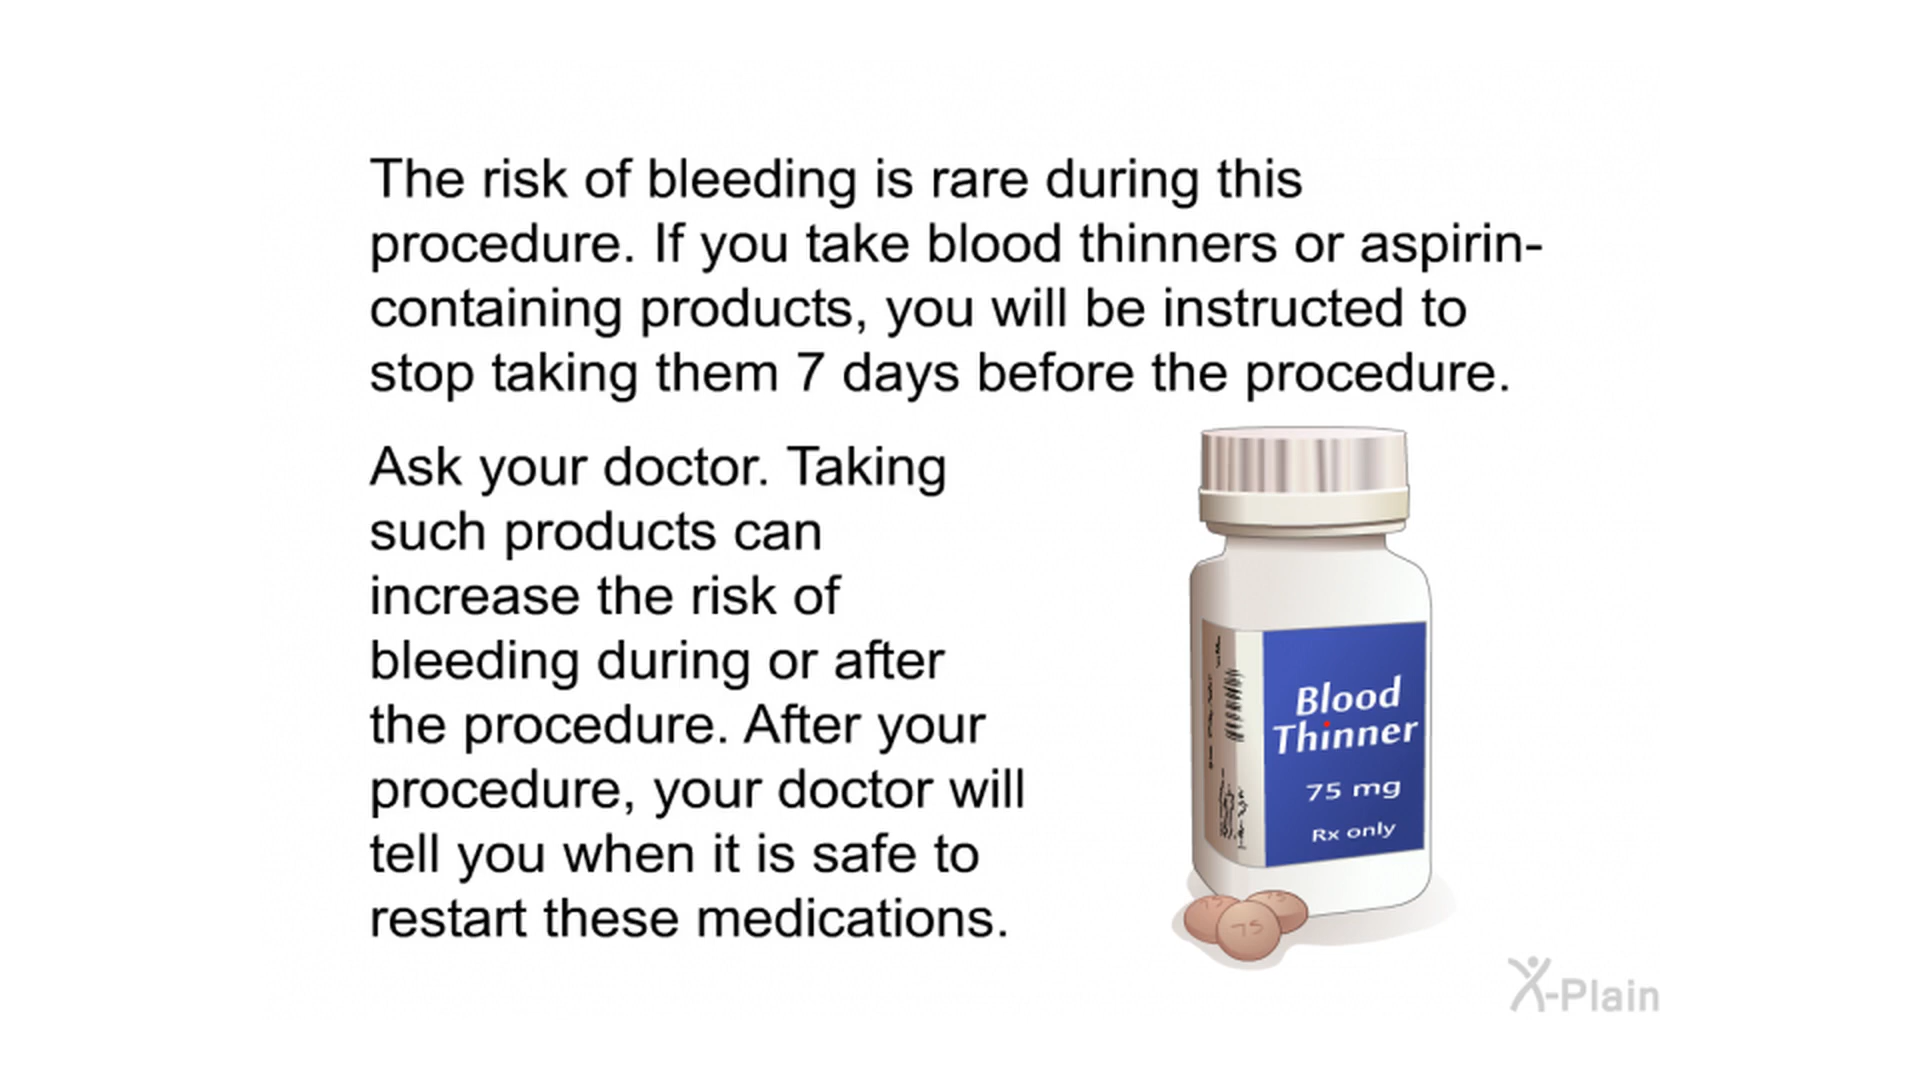 The risk of bleeding is rare during this
procedure. If you take blood thinners or aspirin-
containing products, you will be instructed to
stop taking them 7 days before the procedure.
Ask your doctor. Taking
such products can
increase the risk of
bleeding during or after
the procedure. After your
procedure, your doctor will
tell you when it is safe to
restart these medications.
Blood
Thinner
75 mg
Rx only
75
75
75
X-Plain